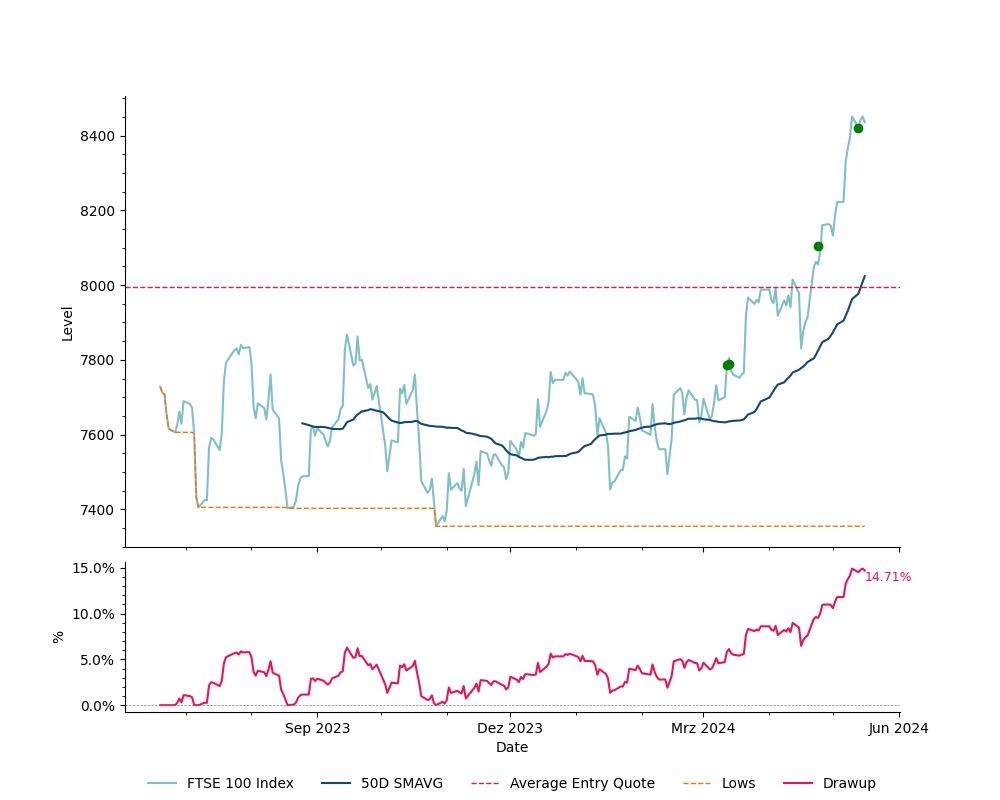 8400
8200
8000
7800
7600
7400
Level
15.0%
10.0%
5.0%
0.0%
%
14.71%
Sep 2023
Dez 2023
Mrz 2024
Jun 2024
Date
FTSE 100 Index
50D SMAVG
Average Entry Quote
Lows
Drawup